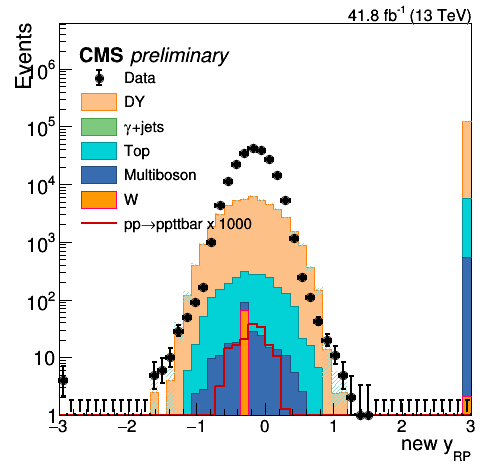 41.8 fb⁻¹ (13 TeV)
Events
CMS preliminary
Data
DY
γ+jets
Top
Multiboson
W
pp→ppttbar x 1000
10⁶
10⁵
10⁴
10³
10²
10
1
−3 −2 −1 0 1 2 3
new y_RP